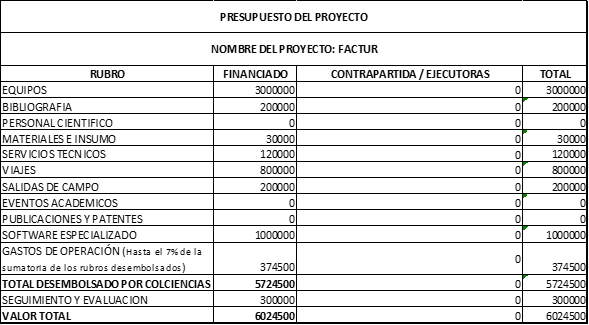 PRESUPUESTO DEL PROYECTO
NOMBRE DEL PROYECTO: FACTUR
RUBRO FINANCIADO CONTRAPARTIDA / EJECUTORAS TOTAL
EQUIPOS 3000000 0 3000000
BIBLIOGRAFIA 200000 0 200000
PERSONAL CIENTIFICO 0 0 0
MATERIALES E INSUMO 30000 0 30000
SERVICIOS TECNICOS 120000 0 120000
VIAJES 800000 0 800000
SALIDAS DE CAMPO 200000 0 200000
EVENTOS ACADEMICOS 0 0 0
PUBLICACIONES Y PATENTES 0 0 0
SOFTWARE ESPECIALIZADO 1000000 0 1000000
GASTOS DE OPERACIÓN (Hasta el 7% de la
sumatoria de los rubros desembolsados) 374500 0 374500
TOTAL DESEMBOLSADO POR COLCIENCIAS 5724500 0 5724500
SEGUIMIENTO Y EVALUACION 300000 0 300000
VALOR TOTAL 6024500 0 6024500